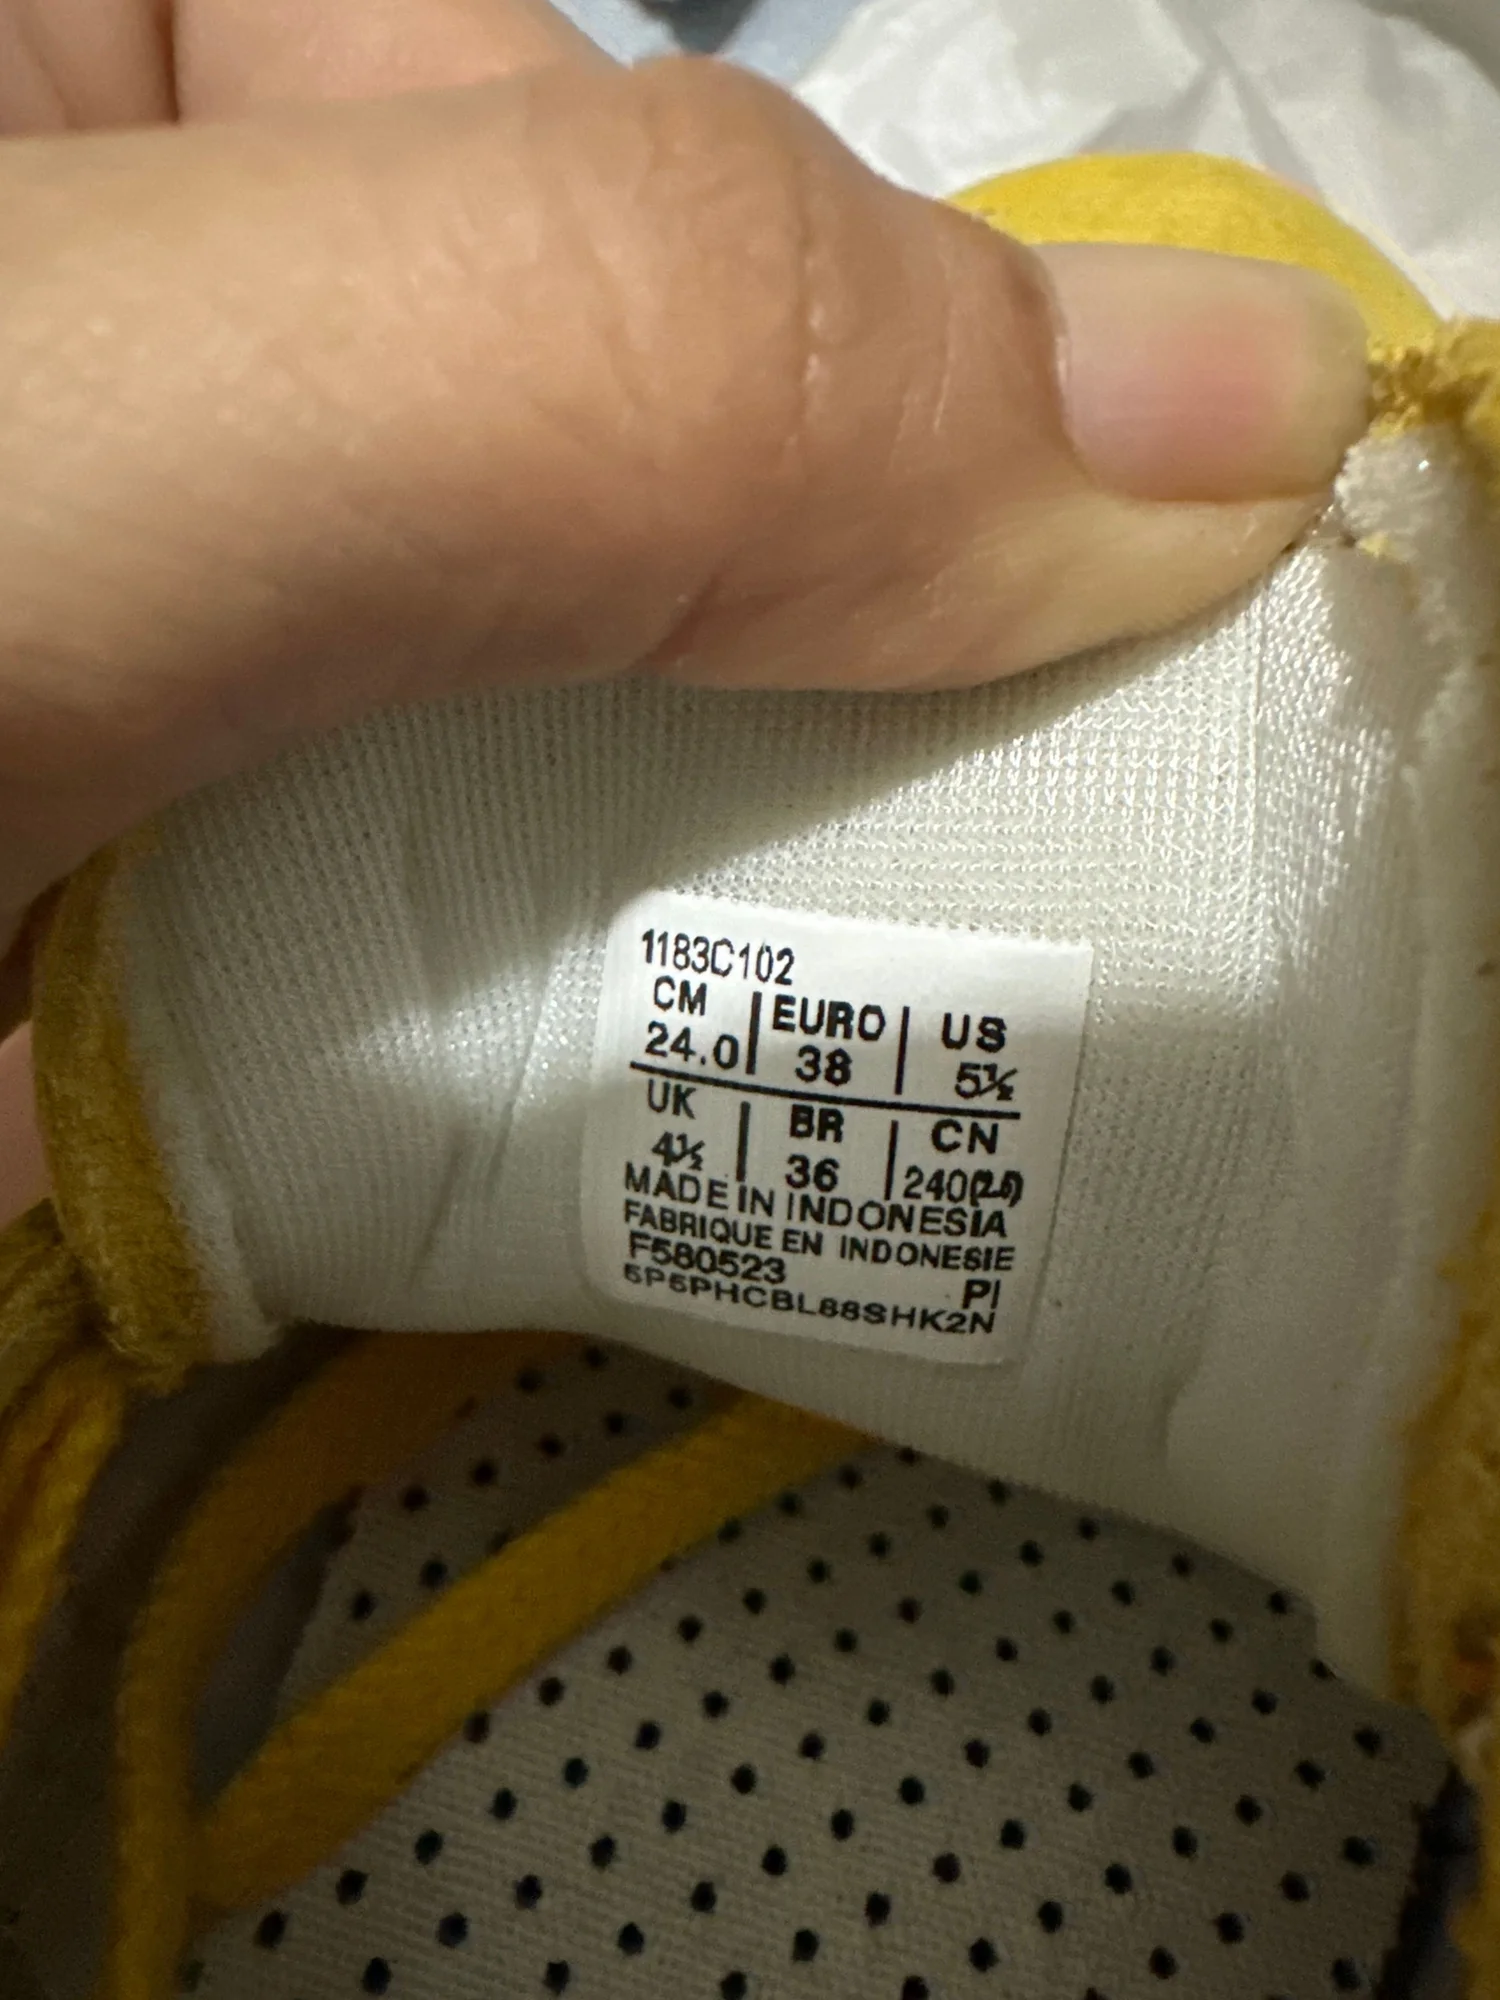 1183C102
CM | EURO | US
24.0 | 38 | 5½
UK | BR | CN
4½ | 36 | 240(2.5)
MADE IN INDONESIA
FABRIQUE EN INDONESIE
F580523 PI
5P5PHCBL88SHK2N